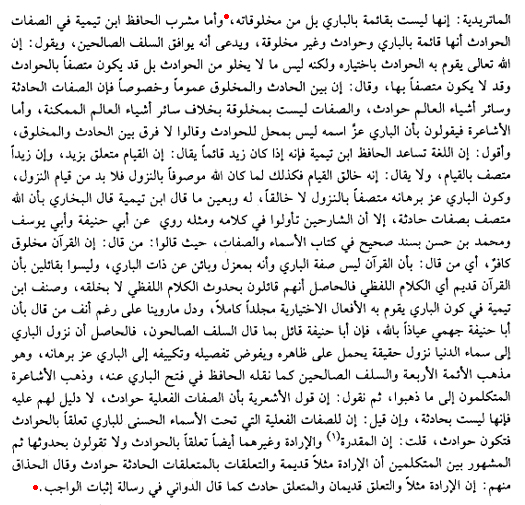 الماتريدية: إنها ليست بقائمة بالباري بل من مخلوقاته، وأما مشرب الحافظ ابن تيمية في الصفات
الحوادث أنها قائمة بالباري وحوادث وغير مخلوقة، ويدعى أنه يوافق السلف الصالحين، ويقول: إن
الله تعالى يقوم به الحوادث باختياره ولكنه ليس ما لا يخلو من الحوادث بل قد يكون متصفاً بالحوادث
وقد لا يكون متصفاً بها، وقال: إن بين الحادث والمخلوق عموماً وخصوصاً فإن الصفات الحادثة
وسائر أشياء العالم حوادث، والصفات ليست بمخلوقة بخلاف سائر أشياء العالم الممكنة، وأما
الأشاعرة فيقولون بأن الباري عزّ اسمه ليس بمحل للحوادث وقالوا لا فرق بين الحادث والمخلوق،
وأقول: إن اللغة تساعد الحافظ ابن تيمية فإنه إذا كان زيد قائماً يقال: إن القيام متعلق بزيد، وإن زيداً
متصف بالقيام، ولا يقال: إنه خالق القيام فكذلك لما كان الله موصوفاً بالنزول فلا بد من قيام النزول،
وكون الباري عز برهانه متصفاً بالنزول لا خالقاً، له وبعين ما قال ابن تيمية قال البخاري بأن الله
متصف بصفات حادثة، إلا أن الشارحين تأولوا في كلامه ومثله روي عن أبي حنيفة وأبي يوسف
ومحمد بن حسن بسند صحيح في كتاب الأسماء والصفات، حيث قالوا: من قال: إن القرآن مخلوق
كافرّ، أي من قال: بأن القرآن ليس صفة الباري وأنه بمعزل وبائن عن ذات الباري، وليسوا بقائلين بأن
القرآن قديم أي الكلام اللفظي فالحاصل أنهم قائلون بحدوث الكلام اللفظي لا بخلقه، وصنف ابن
تيمية في كون الباري يقوم به الأفعال الاختيارية مجلداً كاملاً، ودل ماروينا على رغم أنف من قال بأن
أبا حنيفة جهمي عياذاً بالله، فإن أبا حنيفة قائل بما قال السلف الصالحون، فالحاصل أن نزول الباري
إلى سماء الدنيا نزول حقيقة يحمل على ظاهره ويفوض تفصيله وتكييفه إلى الباري عز برهانه، وهو
مذهب الأئمة الأربعة والسلف الصالحين كما نقله الحافظ في فتح الباري عنه، وذهب الأشاعرة
المتكلمون إلى ما ذهبوا، ثم نقول: إن قول الأشعرية بأن الصفات الفعلية حوادث، لا دليل لهم عليه
فإنها ليست بحادثة، وإن قيل: إن للصفات الفعلية التي تحت الأسماء الحسنى للباري تعلقاً بالحوادث
فتكون حوادث، قلت: إن المقدرة(١) والإرادة وغيرهما أيضاً تعلقاً بالحوادث ولا تقولون بحدوثها ثم
المشهور بين المتكلمين أن الإرادة مثلاً قديمة والتعلقات بالمتعلقات الحادثة حوادث وقال الحذاق
منهم: إن الإرادة مثلاً والتعلق قديمان والمتعلق حادث كما قال الدواني في رسالة إثبات الواجب.